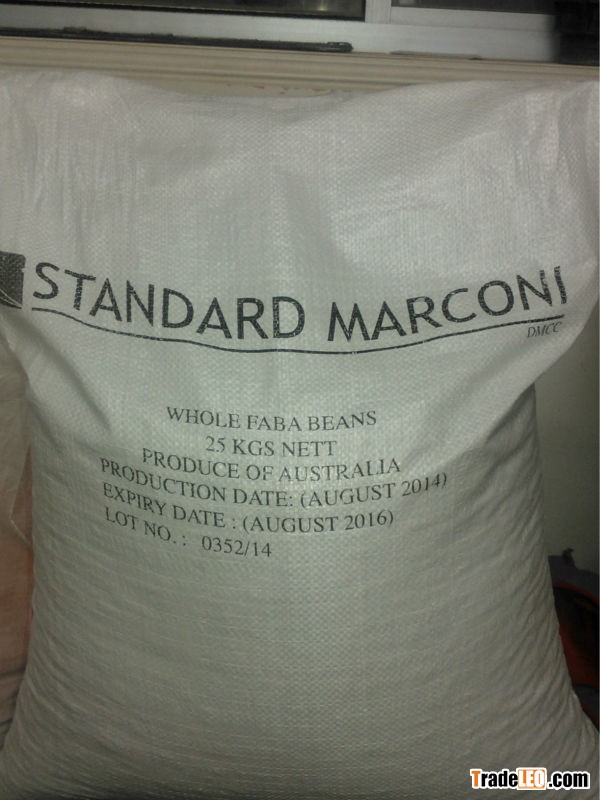 STANDARD MARCONI
DMCC
WHOLE FABA BEANS
25 KGS NETT
PRODUCE OF AUSTRALIA
PRODUCTION DATE: (AUGUST 2014)
EXPIRY DATE : (AUGUST 2016)
LOT NO. : 0352/14
TradeLEO.com